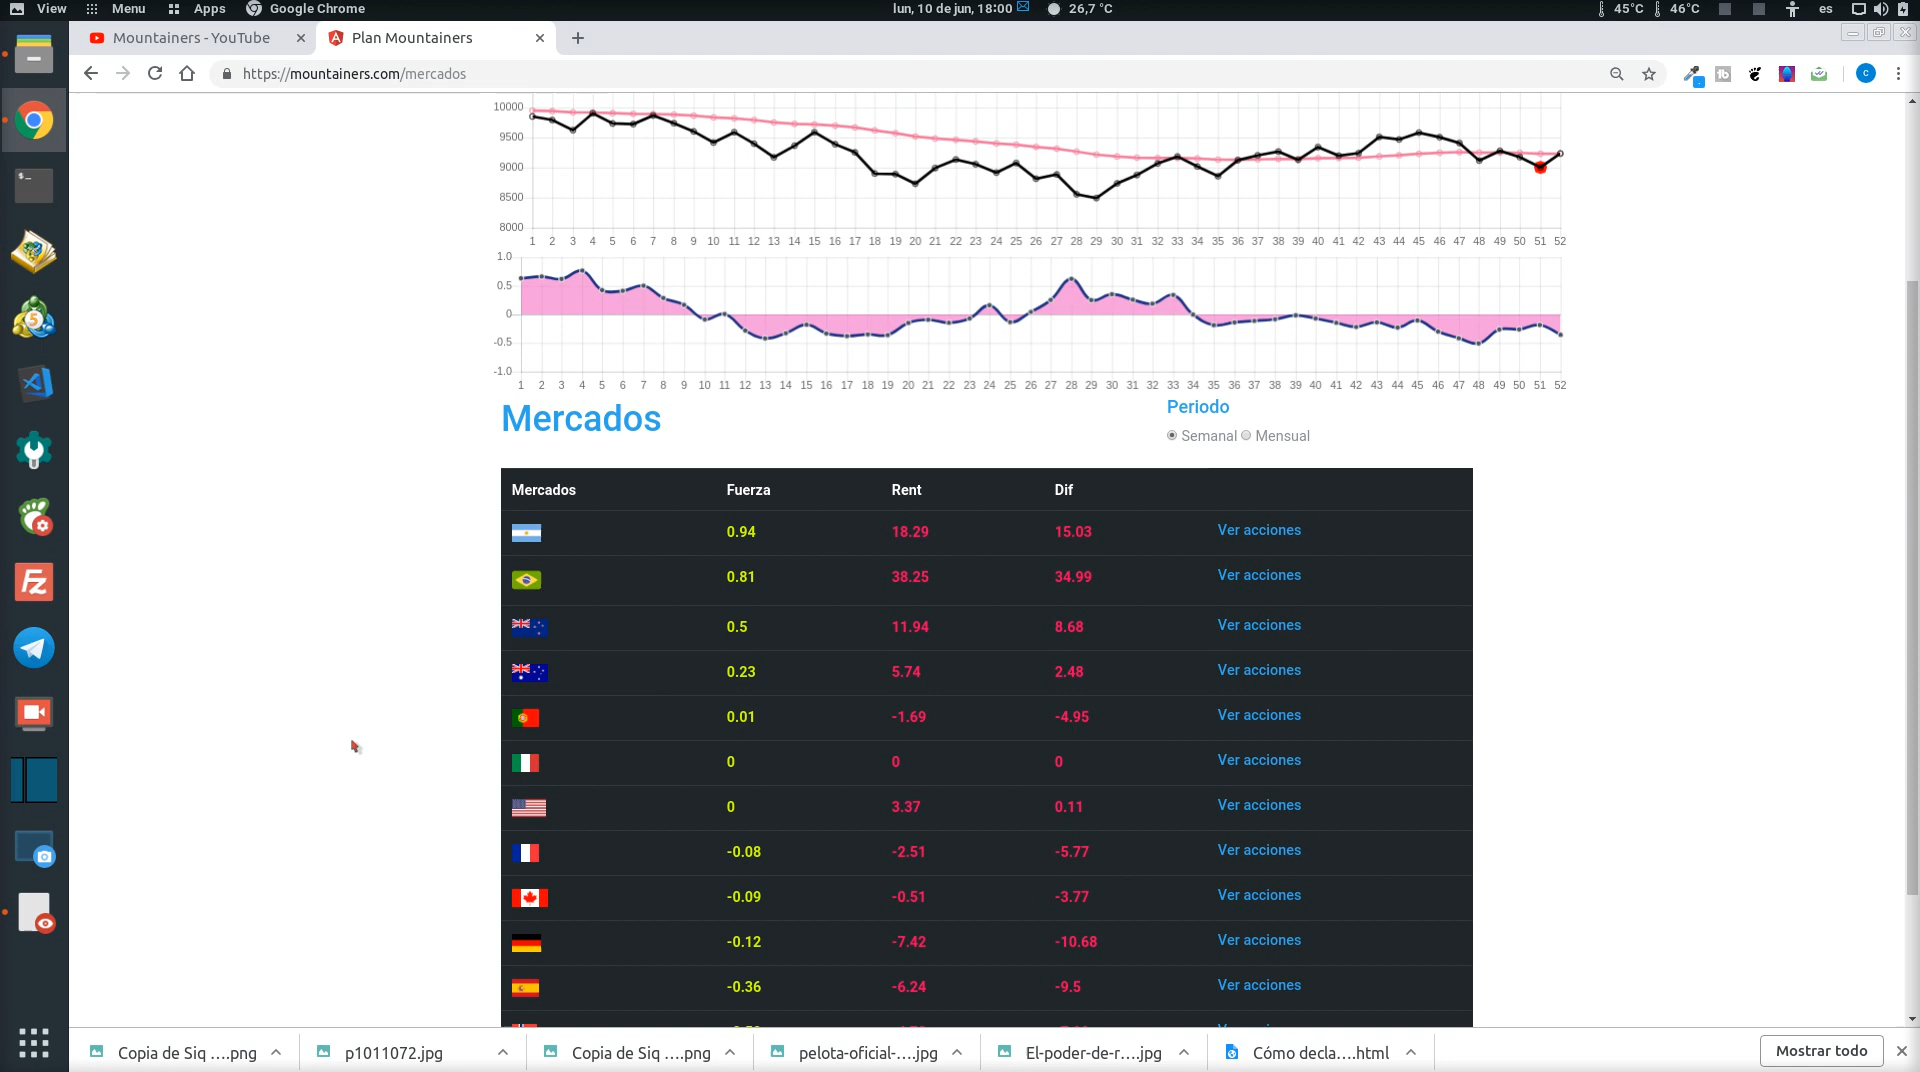 View Menu Apps Google Chrome lun, 10 de jun, 18:00 26,7 °C 45°C 46°C es
Mountainers - YouTube Plan Mountainers
https://mountainers.com/mercados
10000
9500
9000
8500
8000
1 2 3 4 5 6 7 8 9 10 11 12 13 14 15 16 17 18 19 20 21 22 23 24 25 26 27 28 29 30 31 32 33 34 35 36 37 38 39 40 41 42 43 44 45 46 47 48 49 50 51 52
1.0
0.5
0
-0.5
-1.0
1 2 3 4 5 6 7 8 9 10 11 12 13 14 15 16 17 18 19 20 21 22 23 24 25 26 27 28 29 30 31 32 33 34 35 36 37 38 39 40 41 42 43 44 45 46 47 48 49 50 51 52
Mercados
Periodo
Semanal Mensual
Mercados Fuerza Rent Dif
0.94 18.29 15.03 Ver acciones
0.81 38.25 34.99 Ver acciones
0.5 11.94 8.68 Ver acciones
0.23 5.74 2.48 Ver acciones
0.01 -1.69 -4.95 Ver acciones
0 0 0 Ver acciones
0 3.37 0.11 Ver acciones
-0.08 -2.51 -5.77 Ver acciones
-0.09 -0.51 -3.77 Ver acciones
-0.12 -7.42 -10.68 Ver acciones
-0.36 -6.24 -9.5 Ver acciones
Copia de Siq ....png p1011072.jpg Copia de Siq ....png pelota-oficial-....jpg El-poder-de-r....jpg Cómo decla....html Mostrar todo